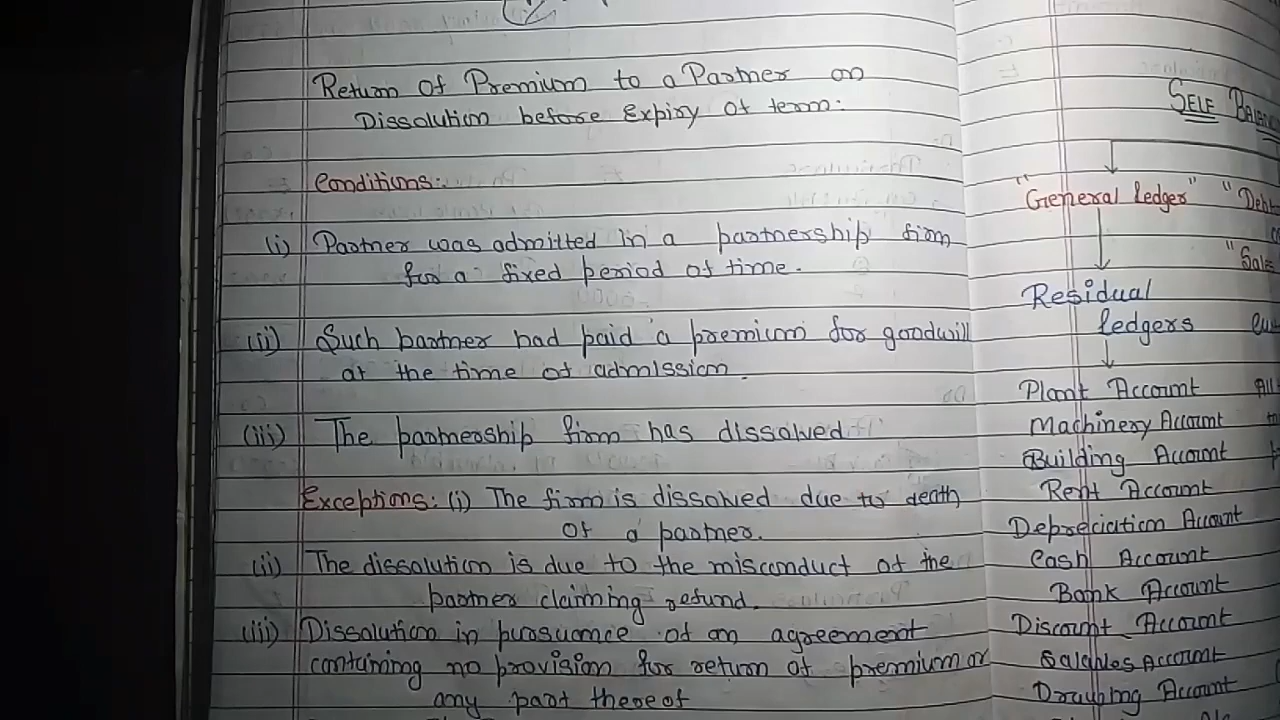 Return of Premium to a Partner on
Dissolution before Expiry of term:
Conditions:
(i) Partner was admitted in a partnership firm
for a fixed period of time.
(ii) Such partner had paid a premium for goodwill
at the time of admission.
(iii) The partnership firm has dissolved.
Exceptions: (i) The firm is dissolved due to death
of a partner.
(ii) The dissolution is due to the misconduct of the
partner claiming refund.
(iii) Dissolution in pursuance of an agreement
containing no provision for return of premium or
any part thereof
SELF
"General ledger"
Residual
ledgers
Plant Account
Machinery Account
Building Account
Rent Account
Depreciation Account
Cash Account
Bank Account
Discount Account
Account
Account